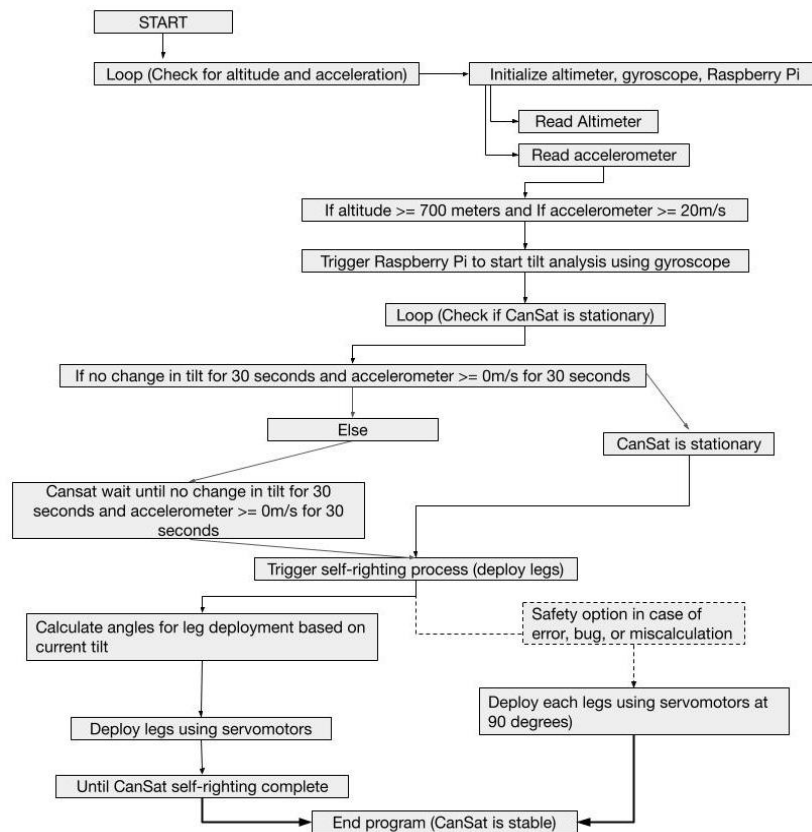 START
Loop (Check for altitude and acceleration)
Initialize altimeter, gyroscope, Raspberry Pi
Read Altimeter
Read accelerometer
If altitude >= 700 meters and If accelerometer >= 20m/s
Trigger Raspberry Pi to start tilt analysis using gyroscope
Loop (Check if CanSat is stationary)
If no change in tilt for 30 seconds and accelerometer >= 0m/s for 30 seconds
Else
CanSat is stationary
Cansat wait until no change in tilt for 30
seconds and accelerometer >= 0m/s for 30
seconds
Trigger self-righting process (deploy legs)
Calculate angles for leg deployment based on
current tilt
Safety option in case of
error, bug, or miscalculation
Deploy legs using servomotors
Deploy each legs using servomotors at
90 degrees)
Until CanSat self-righting complete
End program (CanSat is stable)